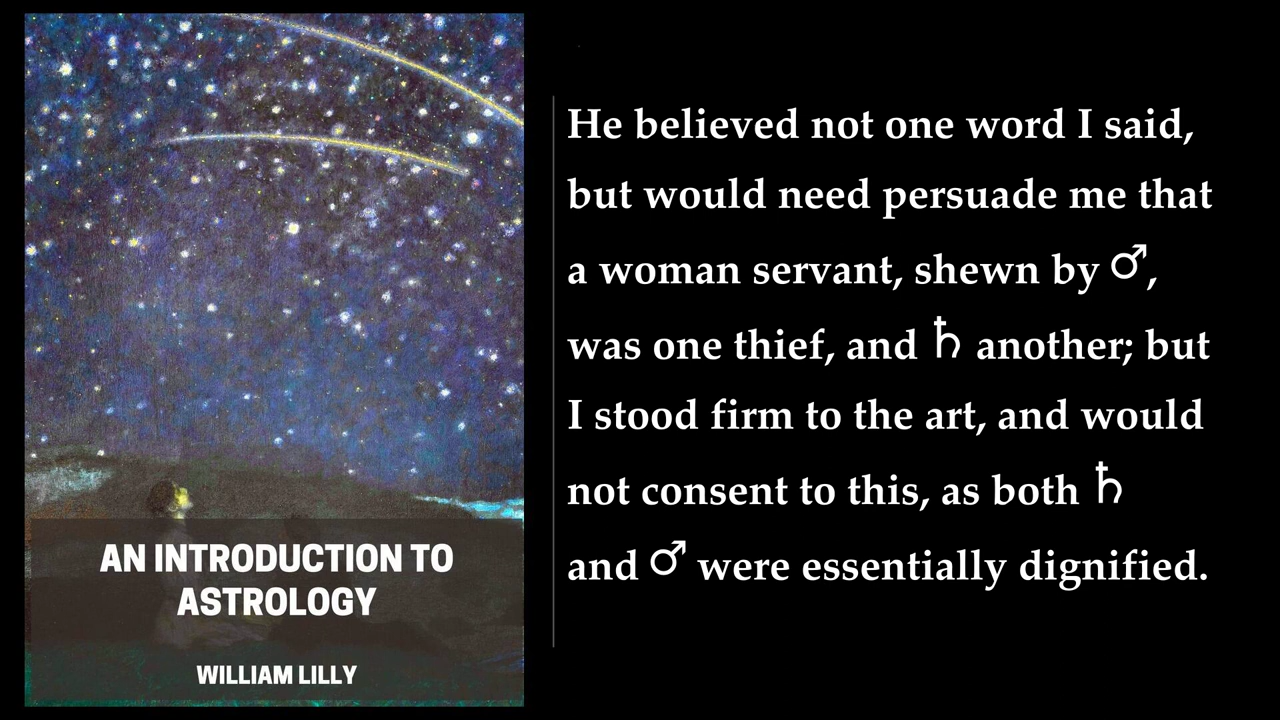 AN INTRODUCTION TO
ASTROLOGY
WILLIAM LILLY
He believed not one word I said,
but would need persuade me that
a woman servant, shewn by ♂,
was one thief, and ♄ another; but
I stood firm to the art, and would
not consent to this, as both ♄
and ♂ were essentially dignified.